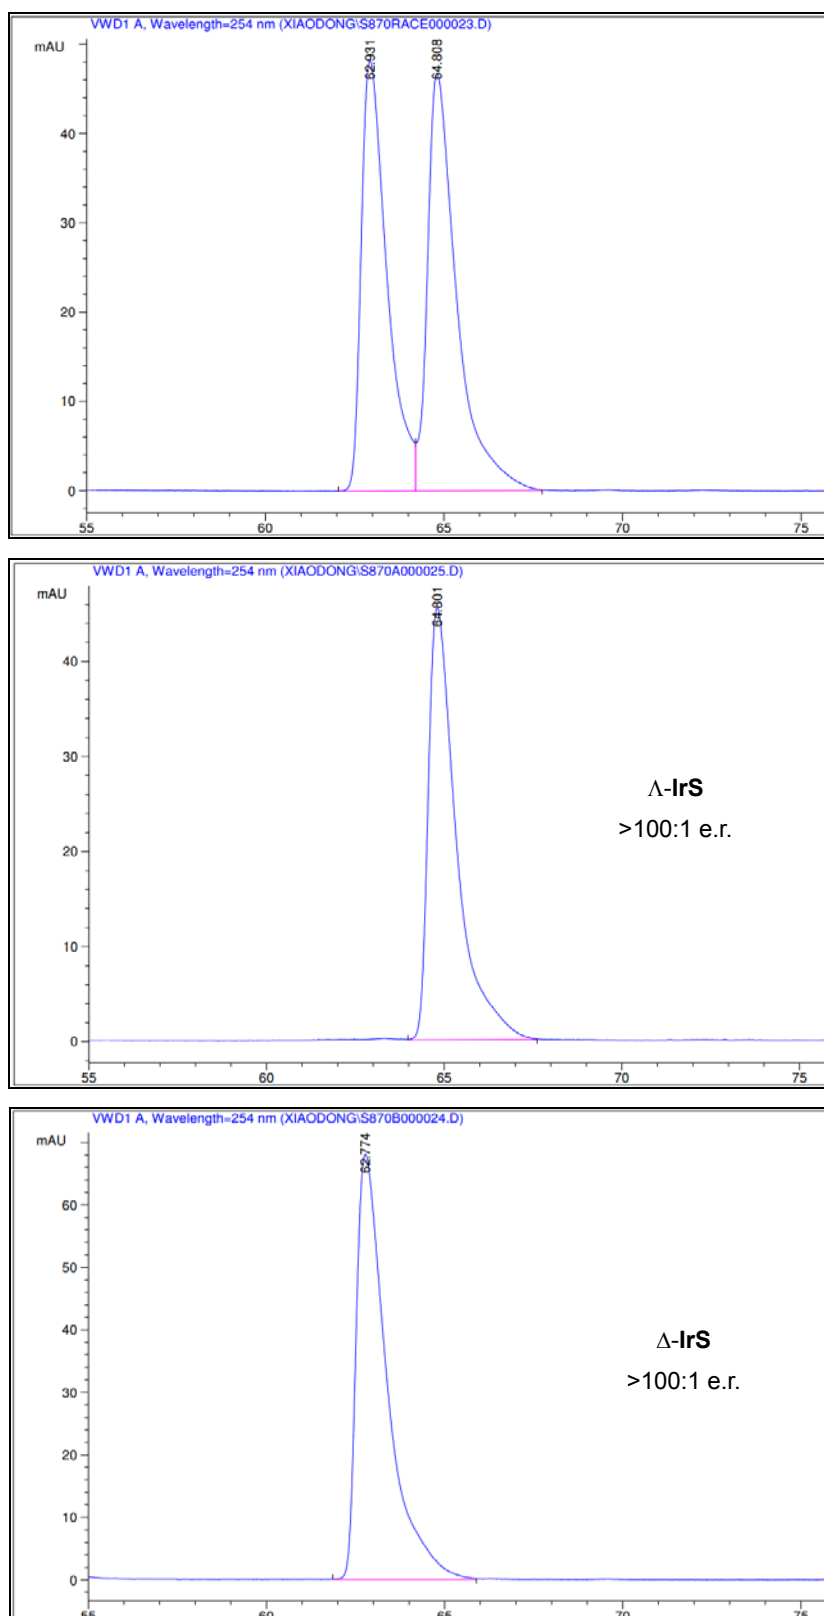 VWD1 A, Wavelength=254 nm (XIAODONG\S870RACE000023.D)
mAU
62.931
64.808
40
30
20
10
0
55 60 65 70 75
VWD1 A, Wavelength=254 nm (XIAODONG\S870A000025.D)
mAU
64.801
40
30
20
10
0
Λ-IrS
>100:1 e.r.
55 60 65 70 75
VWD1 A, Wavelength=254 nm (XIAODONG\S870B000024.D)
mAU
62.774
60
50
40
30
20
10
0
Δ-IrS
>100:1 e.r.
55 60 65 70 75